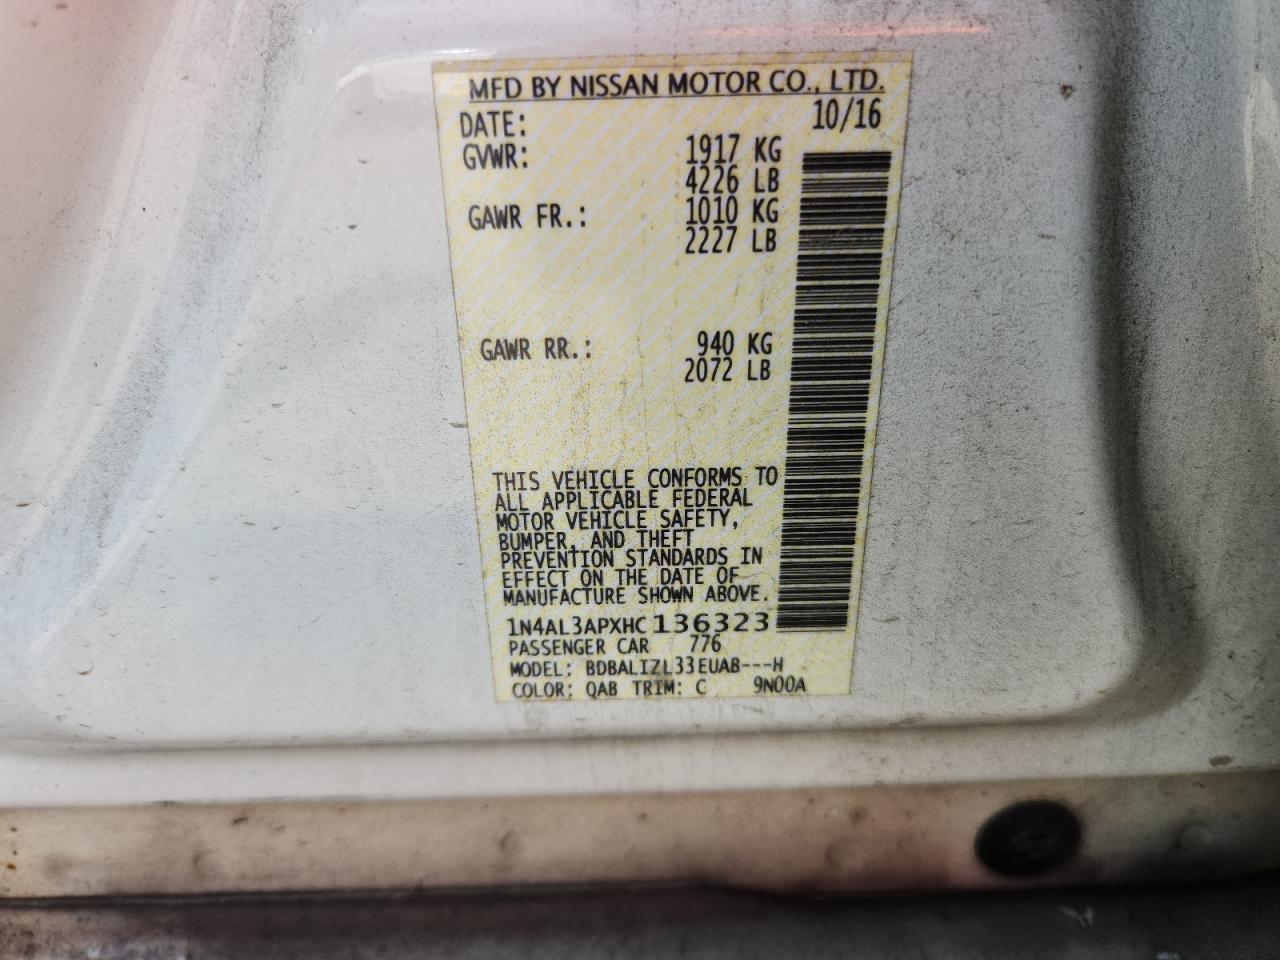 MFD BY NISSAN MOTOR CO., LTD.
DATE: 10/16
GVWR: 1917 KG
4226 LB
GAWR FR.: 1010 KG
2227 LB
GAWR RR.: 940 KG
2072 LB
THIS VEHICLE CONFORMS TO
ALL APPLICABLE FEDERAL
MOTOR VEHICLE SAFETY,
BUMPER, AND THEFT
PREVENTION STANDARDS IN
EFFECT ON THE DATE OF
MANUFACTURE SHOWN ABOVE.
1N4AL3APXHC136323
PASSENGER CAR 776
MODEL: BDBALIZL33EUAB---H
COLOR: QAB TRIM: C 9N00A